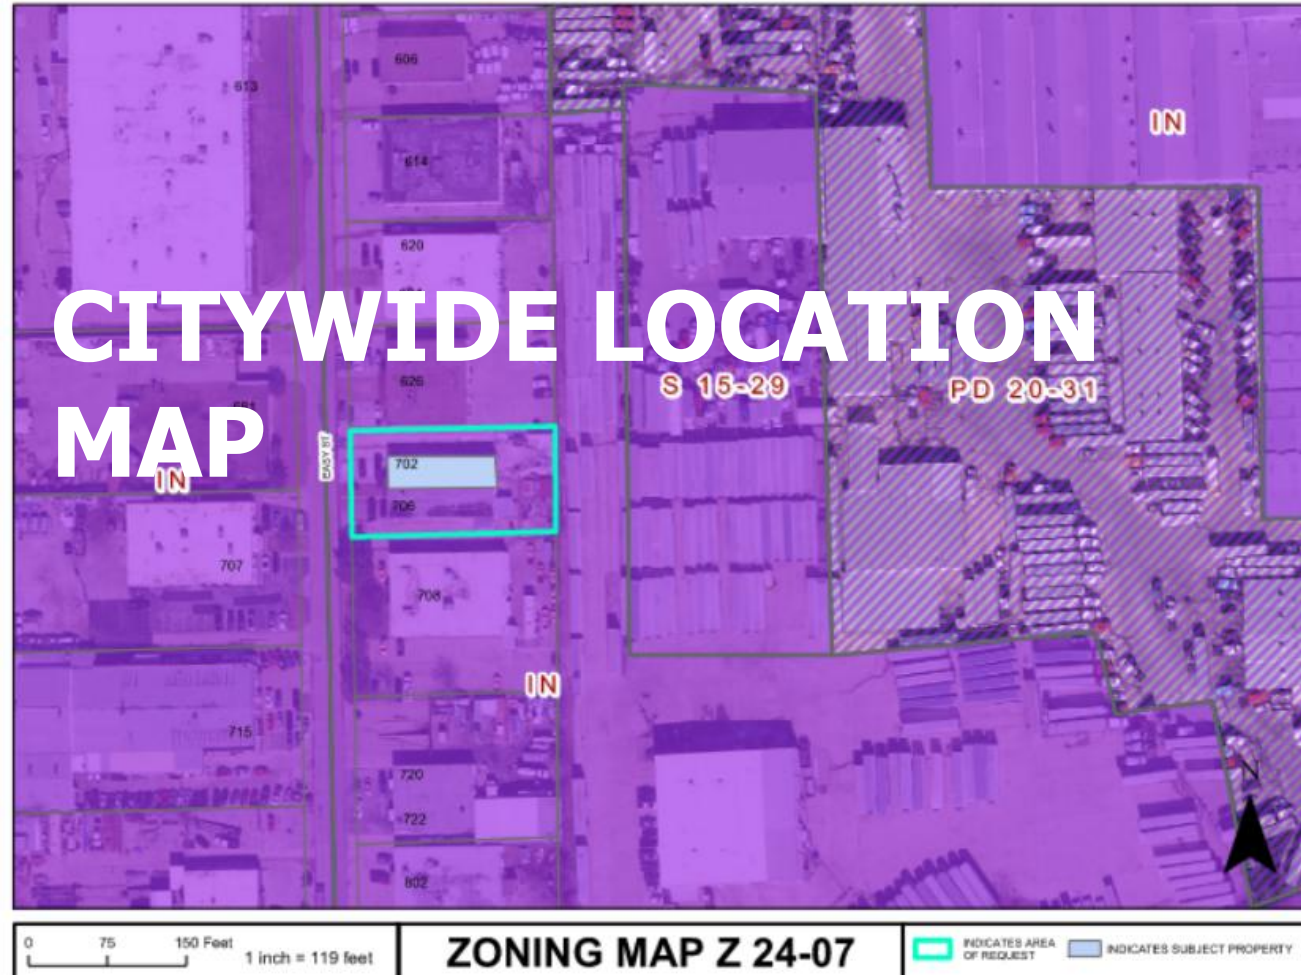 606
613
IN
614
620
CITYWIDE LOCATION
MAP
626
S 15-29
PD 20-31
EASY ST
702
IN
706
707
708
IN
715
720
722
802
N
0 75 150 Feet
1 inch = 119 feet
ZONING MAP Z 24-07
INDICATES AREA
OF REQUEST
INDICATES SUBJECT PROPERTY